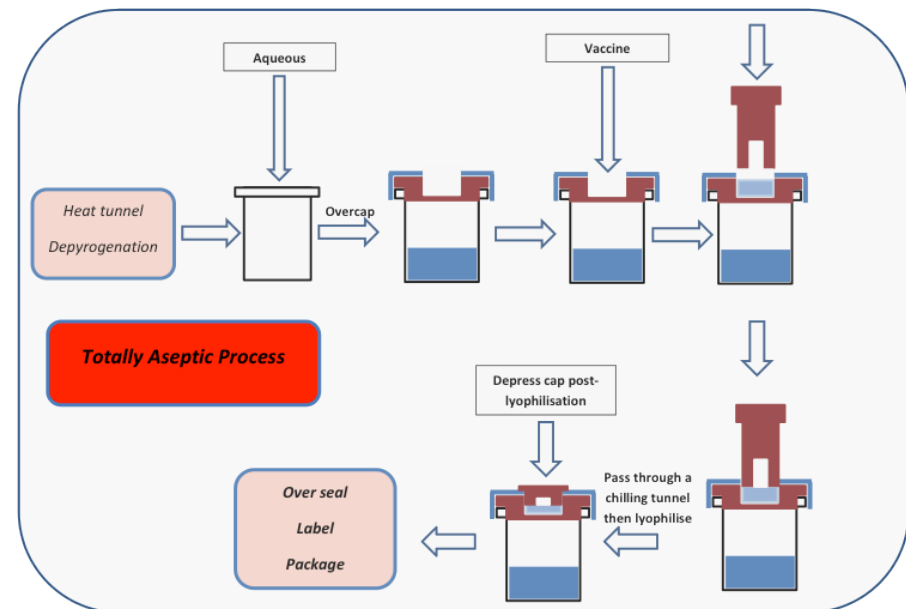 Aqueous
Vaccine
Heat tunnel
Depyrogenation
Overcap
Totally Aseptic Process
Depress cap post-
lyophilisation
Pass through a
chilling tunnel
then lyophilise
Over seal
Label
Package